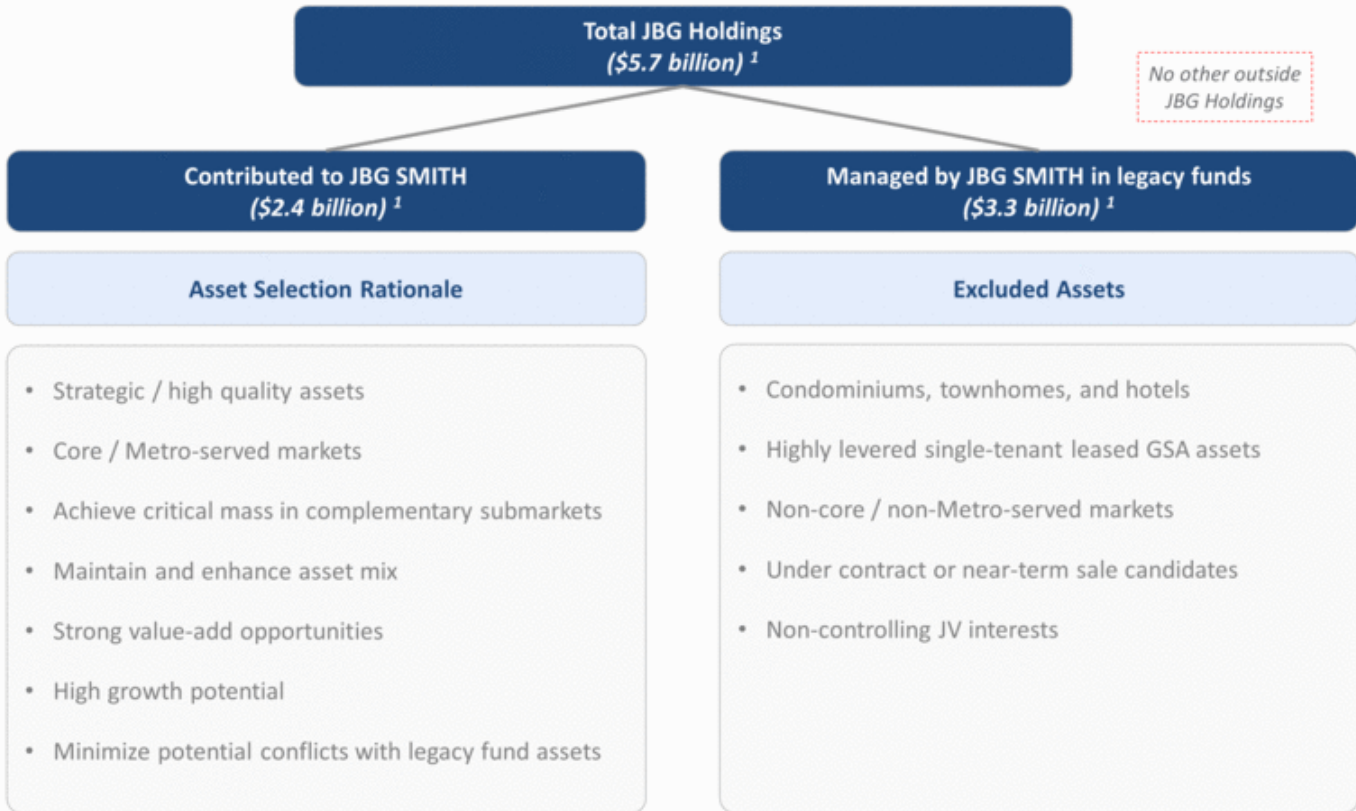 Total JBG Holdings
($5.7 billion) 1
No other outside
JBG Holdings
Contributed to JBG SMITH
($2.4 billion) 1
Managed by JBG SMITH in legacy funds
($3.3 billion) 1
Asset Selection Rationale
Excluded Assets
• Strategic / high quality assets
• Core / Metro-served markets
• Achieve critical mass in complementary submarkets
• Maintain and enhance asset mix
• Strong value-add opportunities
• High growth potential
• Minimize potential conflicts with legacy fund assets
• Condominiums, townhomes, and hotels
• Highly levered single-tenant leased GSA assets
• Non-core / non-Metro-served markets
• Under contract or near-term sale candidates
• Non-controlling JV interests